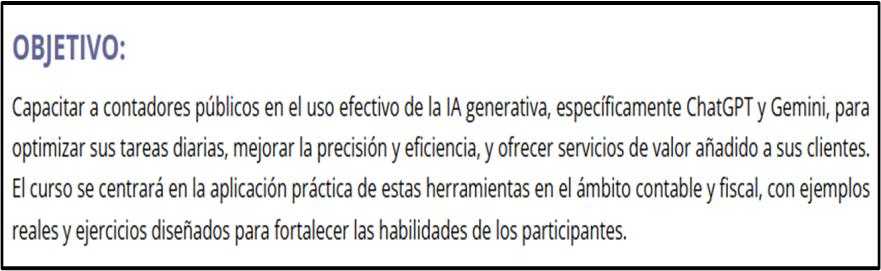 OBJETIVO:
Capacitar a contadores públicos en el uso efectivo de la IA generativa, específicamente ChatGPT y Gemini, para
optimizar sus tareas diarias, mejorar la precisión y eficiencia, y ofrecer servicios de valor añadido a sus clientes.
El curso se centrará en la aplicación práctica de estas herramientas en el ámbito contable y fiscal, con ejemplos
reales y ejercicios diseñados para fortalecer las habilidades de los participantes.